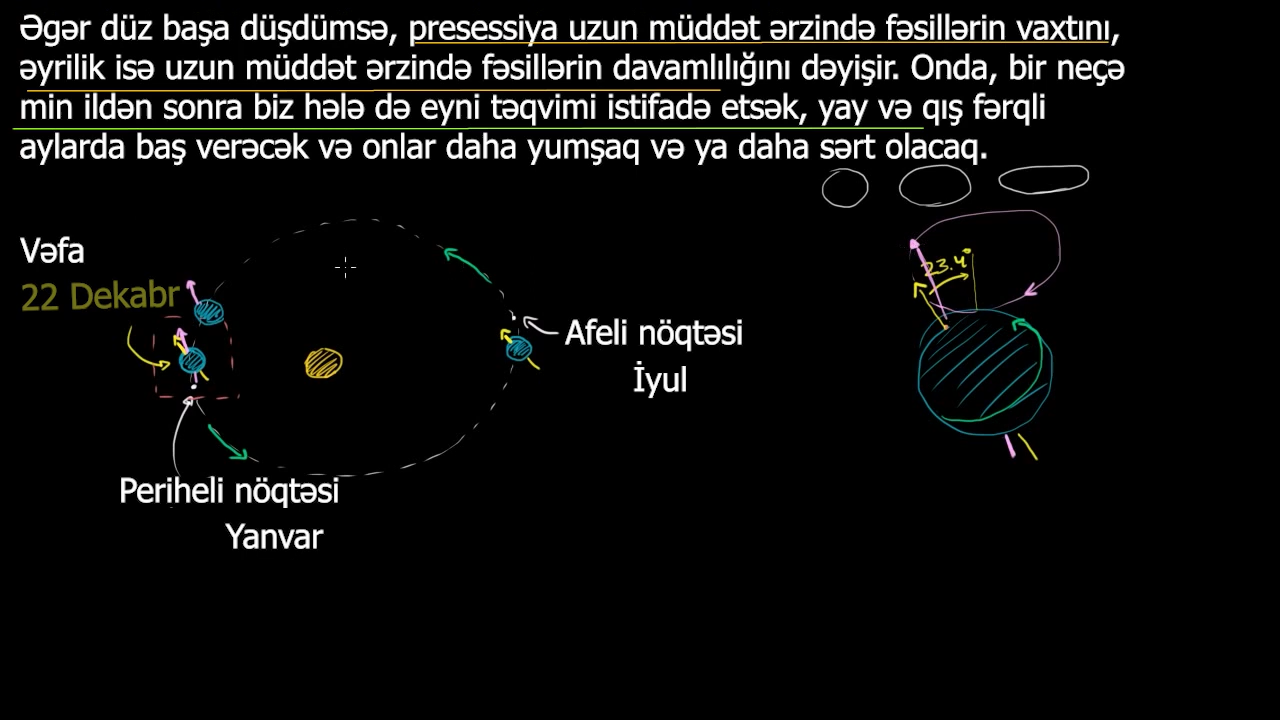 Əgər düz başa düşdümsə, presessiya uzun müddət ərzində fəsillərin vaxtını,
əyrilik isə uzun müddət ərzində fəsillərin davamlılığını dəyişir. Onda, bir neçə
min ildən sonra biz hələ də eyni təqvimi istifadə etsək, yay və qış fərqli
aylarda baş verəcək və onlar daha yumşaq və ya daha sərt olacaq.
Vəfa
22 Dekabr
23.4°
Afeli nöqtəsi
İyul
Periheli nöqtəsi
Yanvar